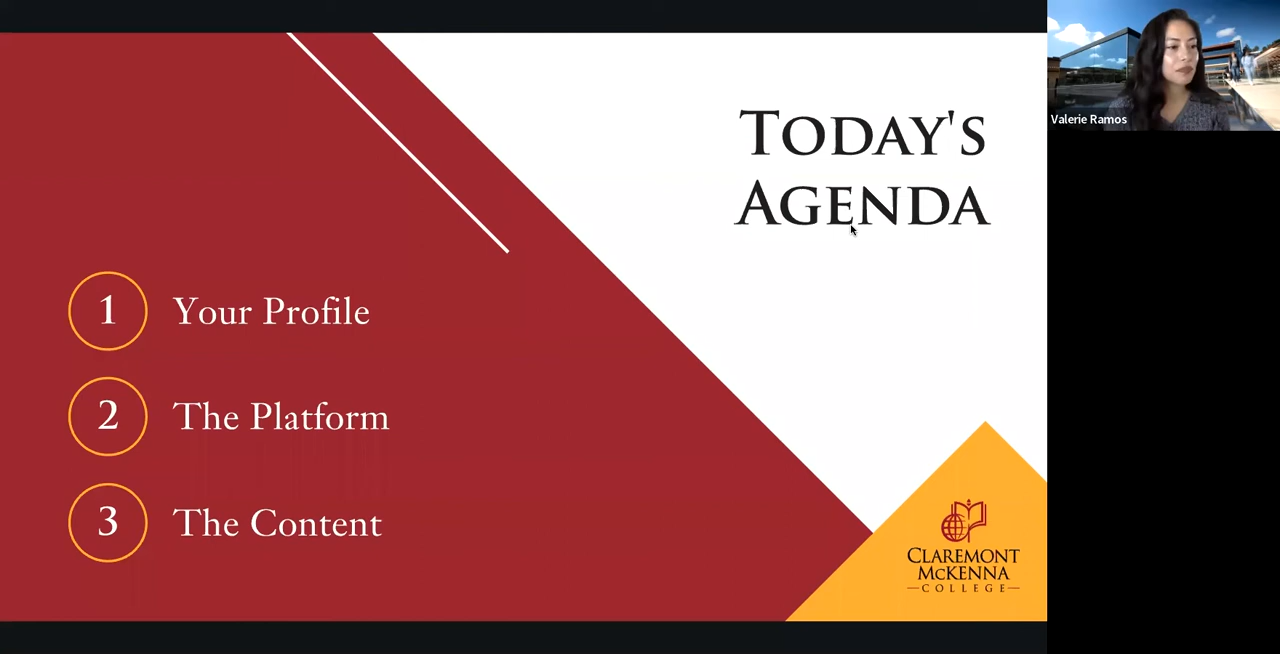 TODAY'S
AGENDA
1 Your Profile
2 The Platform
3 The Content
CLAREMONT
MCKENNA
COLLEGE
Valerie Ramos